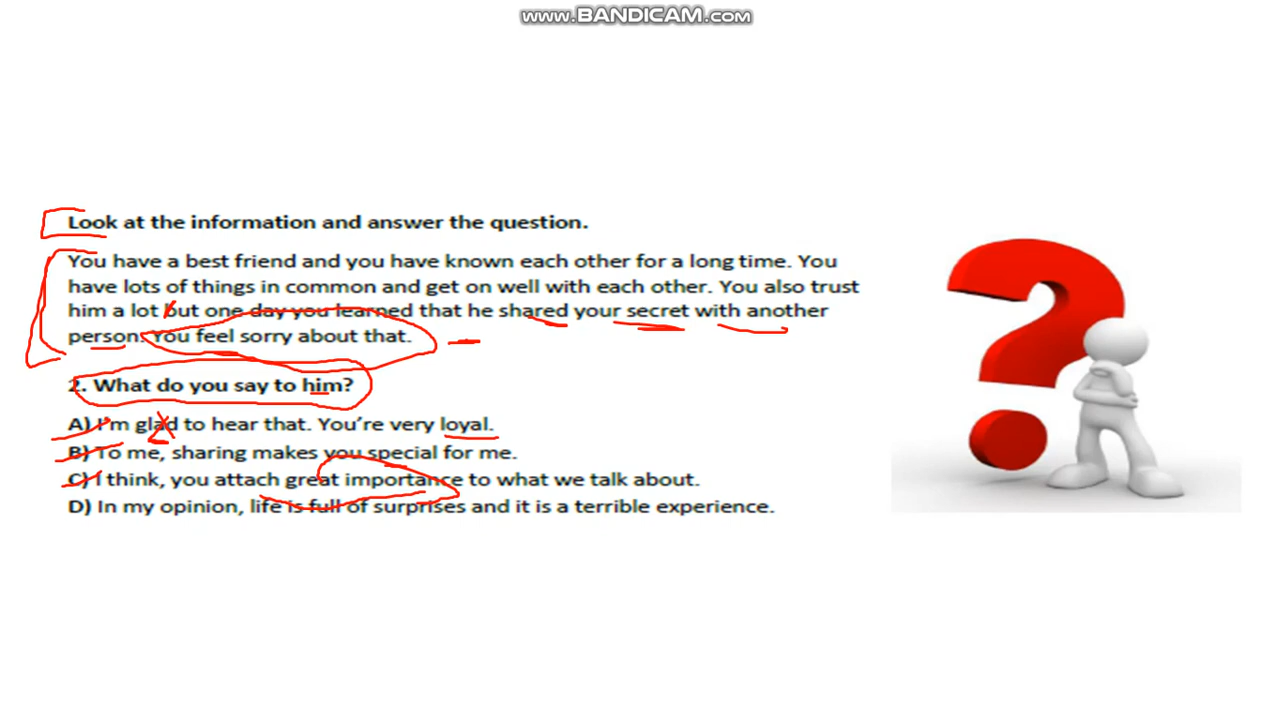 www.BANDICAM.com
Look at the information and answer the question.
You have a best friend and you have known each other for a long time. You
have lots of things in common and get on well with each other. You also trust
him a lot but one day you learned that he shared your secret with another
person. You feel sorry about that.
2. What do you say to him?
A) I'm glad to hear that. You're very loyal.
B) To me, sharing makes you special for me.
C) I think, you attach great importance to what we talk about.
D) In my opinion, life is full of surprises and it is a terrible experience.